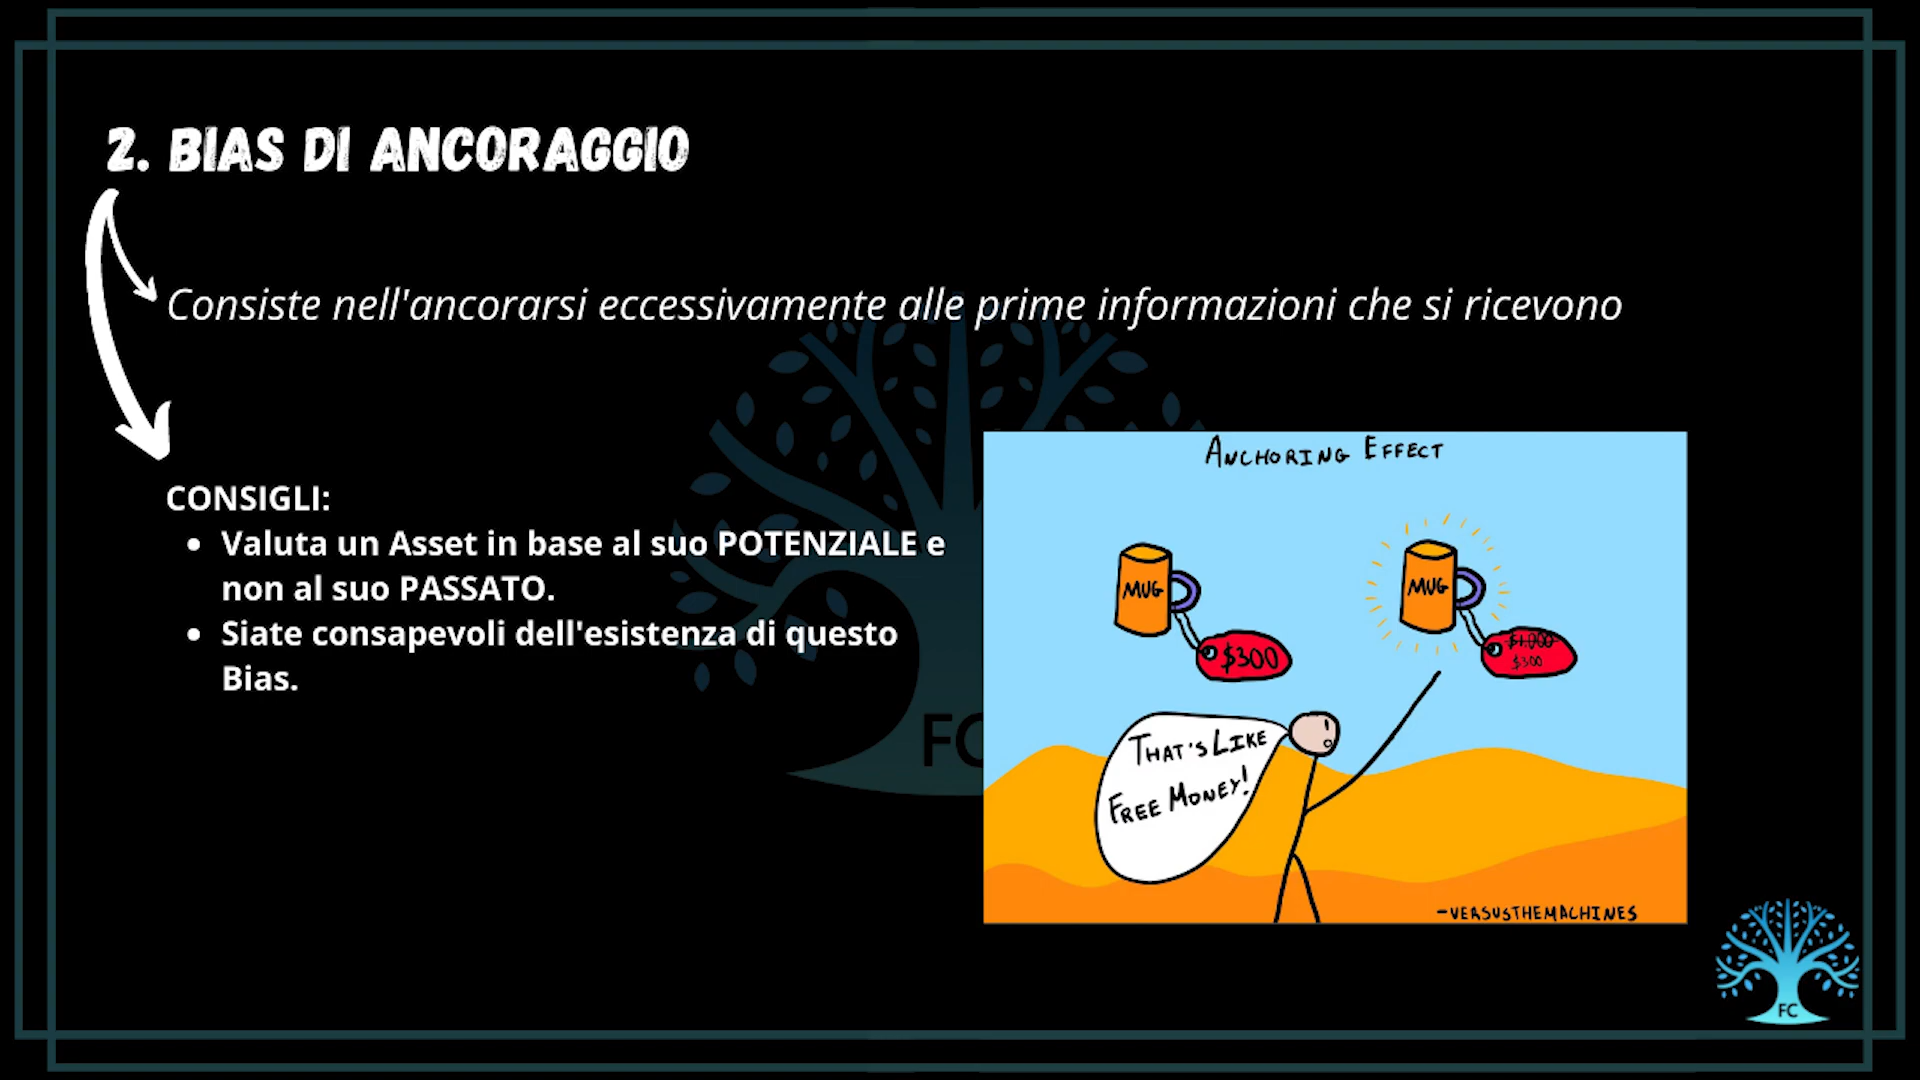 2. BIAS DI ANCORAGGIO
Consiste nell'ancorarsi eccessivamente alle prime informazioni che si ricevono
CONSIGLI:
• Valuta un Asset in base al suo POTENZIALE e
non al suo PASSATO.
• Siate consapevoli dell'esistenza di questo
Bias.
ANCHORING EFFECT
MUG
$300
MUG
$1.000
$300
THAT'S LIKE
FREE MONEY!
-VERSUSTHEMACHINES
FC
FC